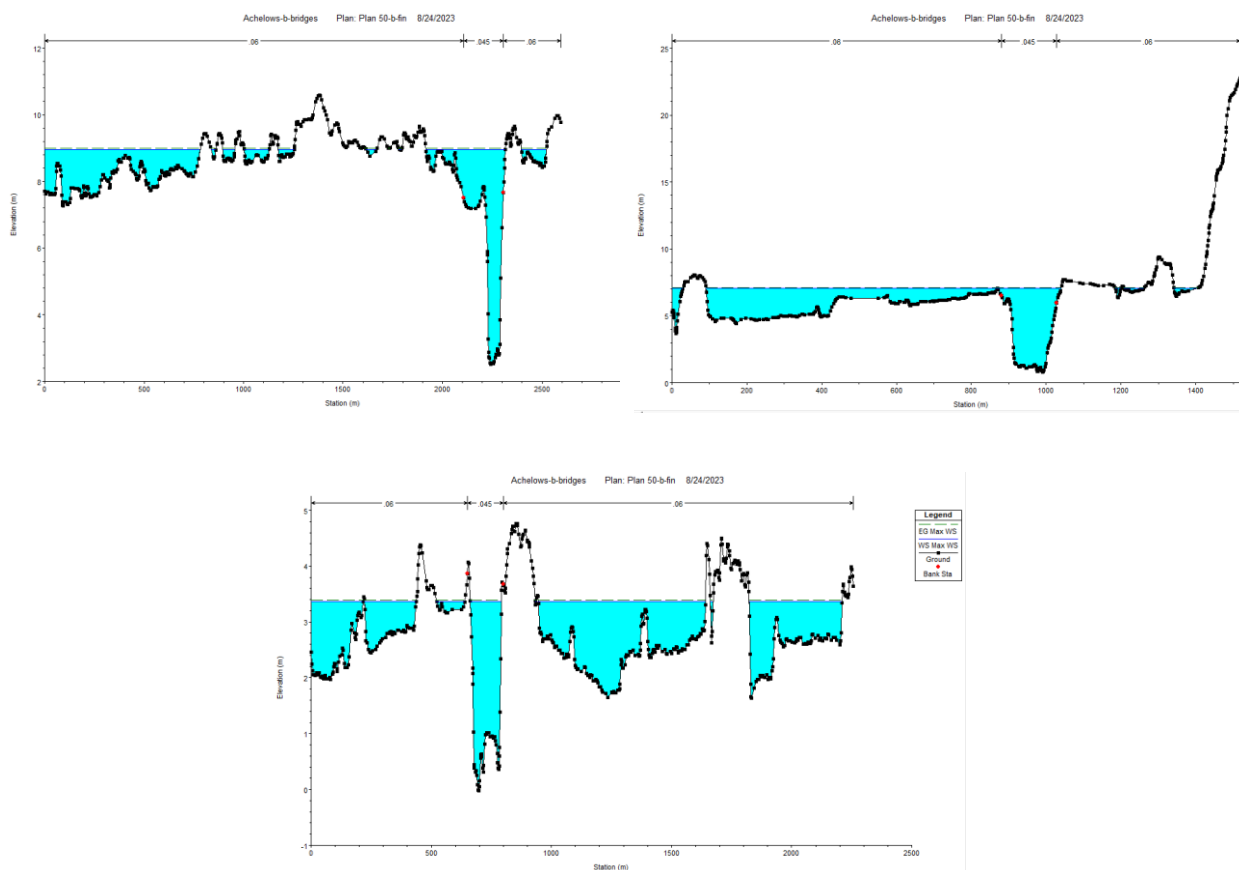 Achelows-b-bridges Plan: Plan 50-b-fin 8/24/2023
.06 .045 .06
12
10
8
6
4
2
Elevation (m)
0 500 1000 1500 2000 2500
Station (m)
Achelows-b-bridges Plan: Plan 50-b-fin 8/24/2023
.06 .045 .06
25
20
15
10
5
0
Elevation (m)
0 200 400 600 800 1000 1200 1400
Station (m)
Achelows-b-bridges Plan: Plan 50-b-fin 8/24/2023
.06 .045 .06
5
4
3
2
1
0
-1
Elevation (m)
0 500 1000 1500 2000 2500
Station (m)
Legend
EG Max WS
WS Max WS
Ground
Bank Sta